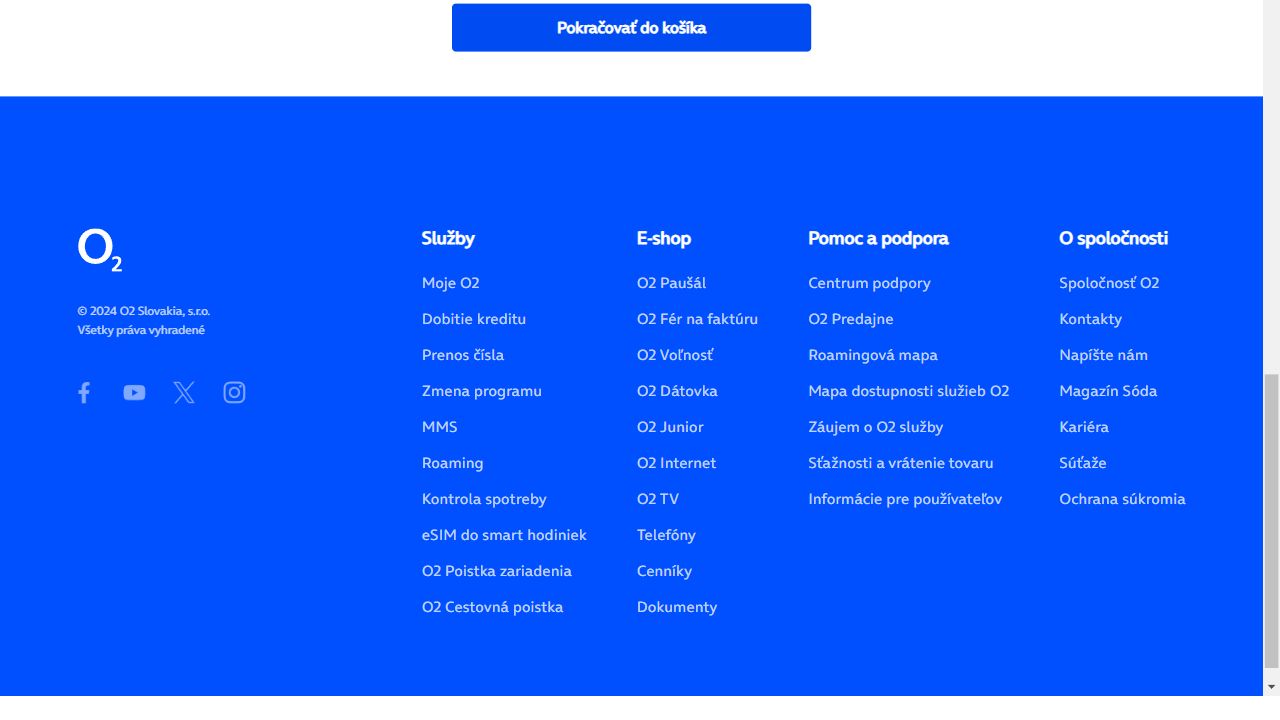 Pokračovať do košíka
O2
© 2024 O2 Slovakia, s.r.o.
Všetky práva vyhradené
Služby
Moje O2
Dobitie kreditu
Prenos čísla
Zmena programu
MMS
Roaming
Kontrola spotreby
eSIM do smart hodiniek
O2 Poistka zariadenia
O2 Cestovná poistka
E-shop
O2 Paušál
O2 Fér na faktúru
O2 Voľnosť
O2 Dátovka
O2 Junior
O2 Internet
O2 TV
Telefóny
Cenníky
Dokumenty
Pomoc a podpora
Centrum podpory
O2 Predajne
Roamingová mapa
Mapa dostupnosti služieb O2
Záujem o O2 služby
Sťažnosti a vrátenie tovaru
Informácie pre používateľov
O spoločnosti
Spoločnosť O2
Kontakty
Napíšte nám
Magazín Sóda
Kariéra
Súťaže
Ochrana súkromia